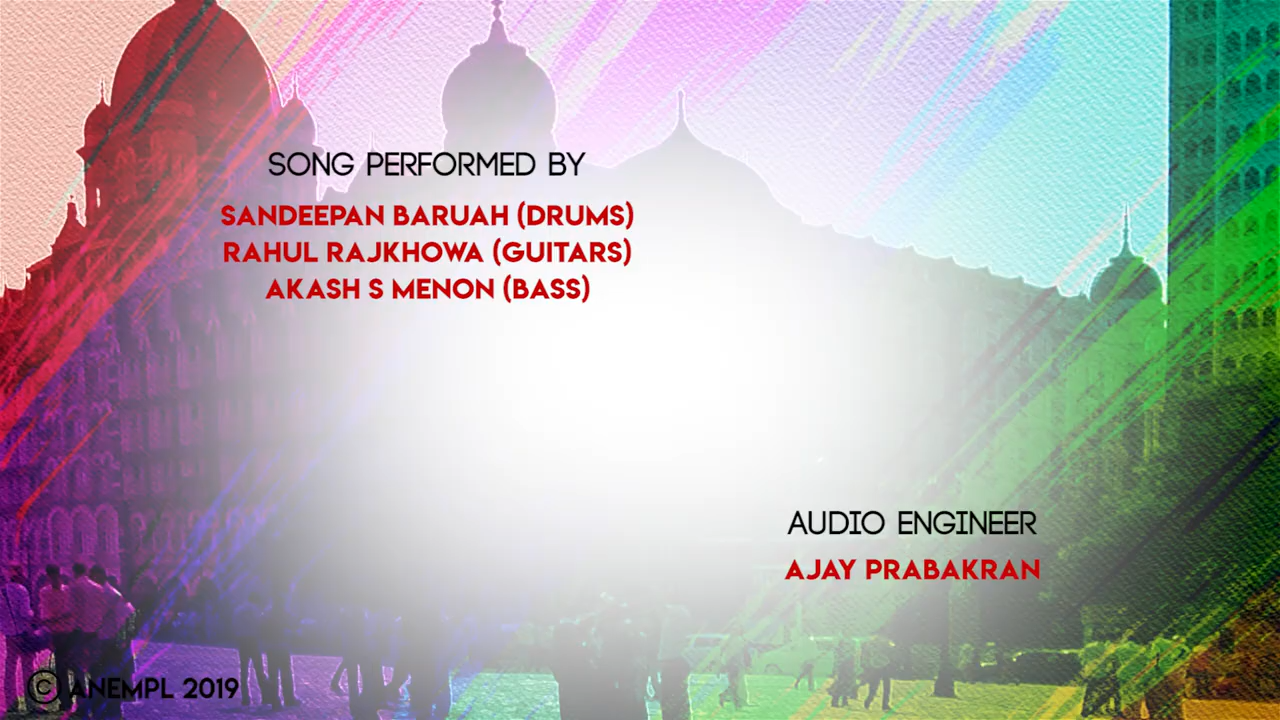 SONG PERFORMED BY
SANDEEPAN BARUAH (DRUMS)
RAHUL RAJKHOWA (GUITARS)
AKASH S MENON (BASS)
AUDIO ENGINEER
AJAY PRABAKRAN
© ANEMPL 2019